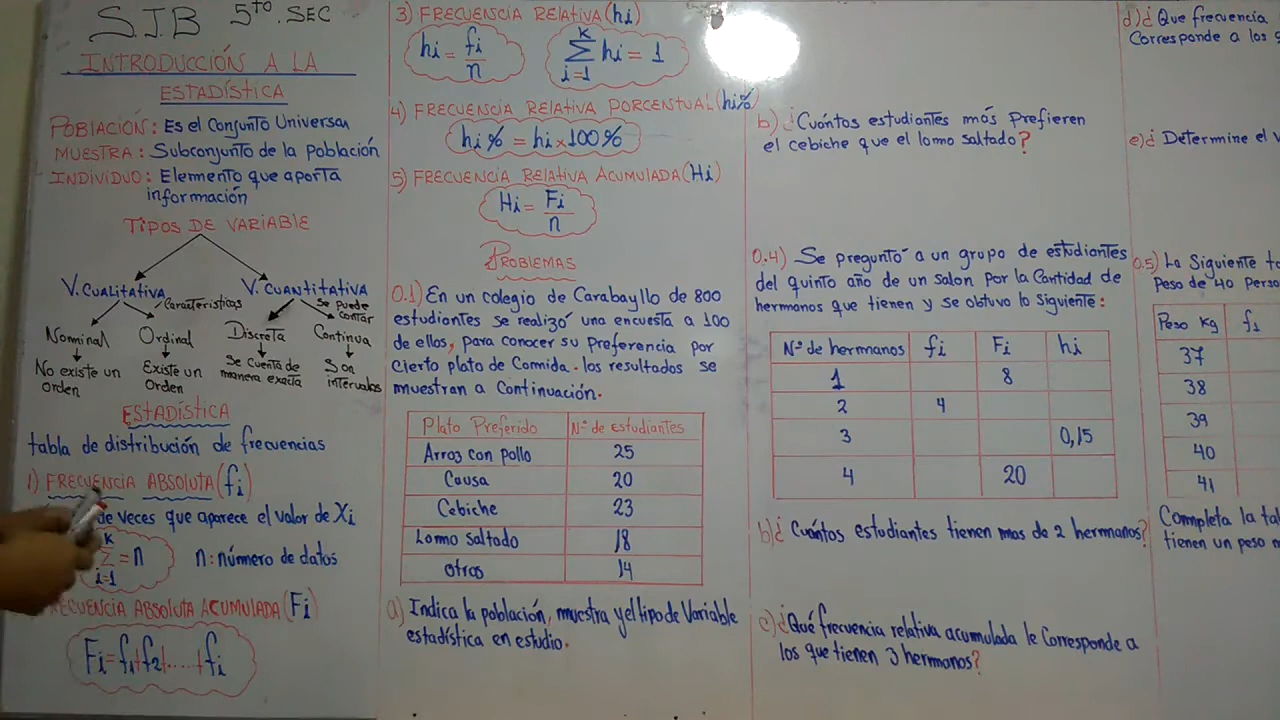 S.J.B 5to. SEC
INTRODUCCIÓN A LA
ESTADÍSTICA
POBLACIÓN: Es el Conjunto Universal
MUESTRA: Subconjunto de la población
INDIVIDUO: Elemento que aporta
información
TIPOS DE VARIABLE
V. CUALITATIVA
Características
V. CUANTITATIVA
Se puede
contar
Nominal
Ordinal
Discreta
Continua
No existe un
Orden
Existe un
Orden
Se cuenta de
manera exacta
Son
intervalos
ESTADÍSTICA
tabla de distribución de frecuencias
1) FRECUENCIA ABSOLUTA (fi)
de veces que aparece el valor de Xi
K
Σ = n
i=1
n: número de datos
FRECUENCIA ABSOLUTA ACUMULADA (Fi)
Fi = f1+f2+.....+fi
3) FRECUENCIA RELATIVA (hi)
hi = fi/n
K
Σ hi = 1
i=1
4) FRECUENCIA RELATIVA PORCENTUAL (hi%)
hi% = hi x 100%
5) FRECUENCIA RELATIVA ACUMULADA (Hi)
Hi = Fi/n
PROBLEMAS
0.1) En un colegio de Carabayllo de 800
estudiantes se realizó una encuesta a 100
de ellos, para conocer su preferencia por
cierto plato de Comida. los resultados se
muestran a Continuación.
Plato Preferido N° de estudiantes
Arros con pollo 25
Causa 20
Cebiche 23
Lomo saltado 18
otros 14
a) Indica la población, muestra y el tipo de Variable
estadística en estudio.
b) ¿Cuántos estudiantes más prefieren
el cebiche que el lomo saltado?
0.4) Se preguntó a un grupo de estudiantes
del quinto año de un salon por la Cantidad de
hermanos que tienen y se obtuvo lo siguiente:
N° de hermanos fi Fi hi
1 8
2 4
3 0,15
4 20
b) ¿Cuántos estudiantes tienen mas de 2 hermanos?
c) ¿Qué frecuencia relativa acumulada le Corresponde a
los que tienen 3 hermanos?
d) ¿Que frecuencia
Corresponde a los
e) ¿ Determine el
0.5) La Siguiente
Peso de 40
Peso Kg f1
37
38
39
40
41
Completa la
tienen un peso